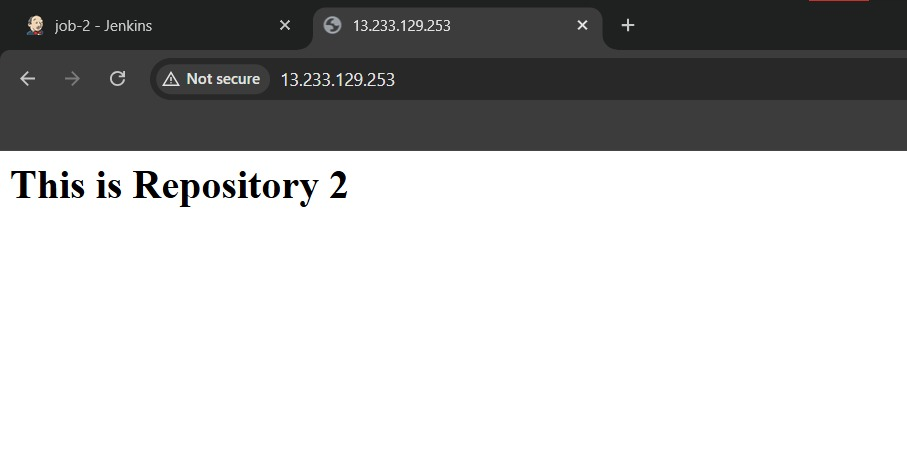 job-2 - Jenkins
13.233.129.253
Not secure 13.233.129.253
This is Repository 2